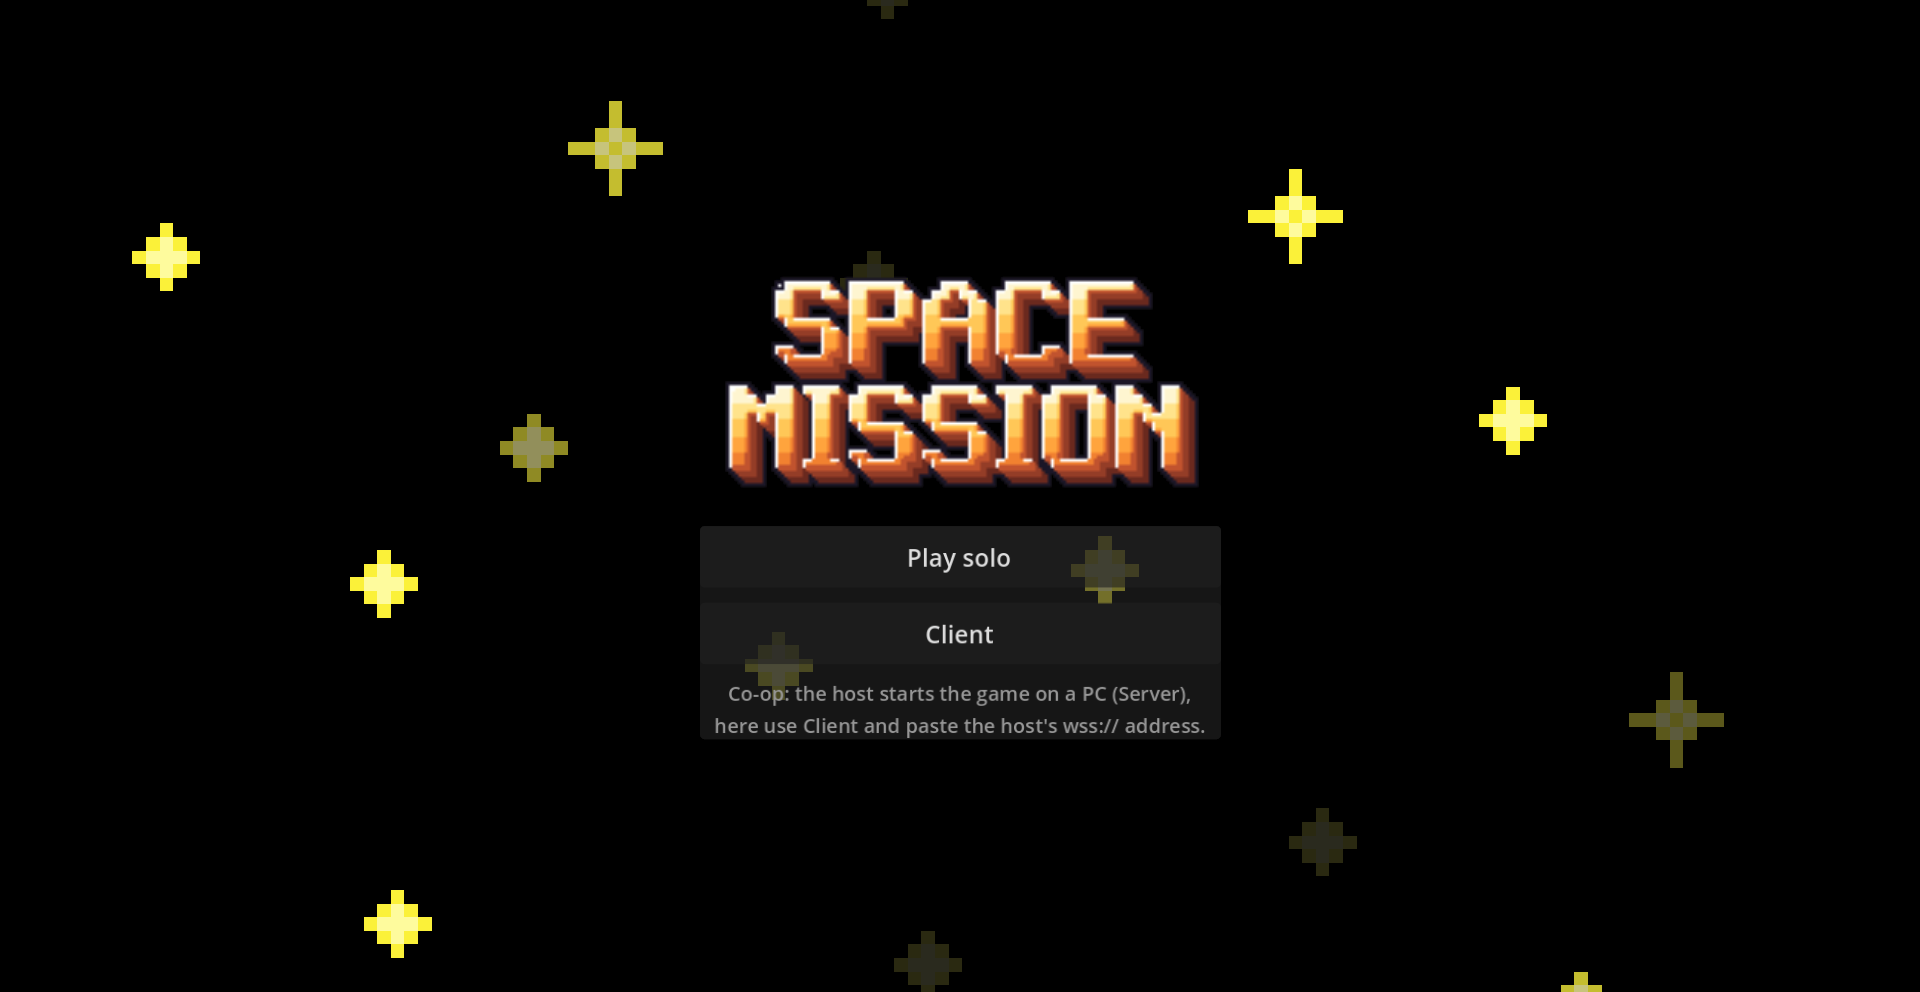 SPACE
MISSION
Play solo
Client
Co-op: the host starts the game on a PC (Server),
here use Client and paste the host's wss:// address.